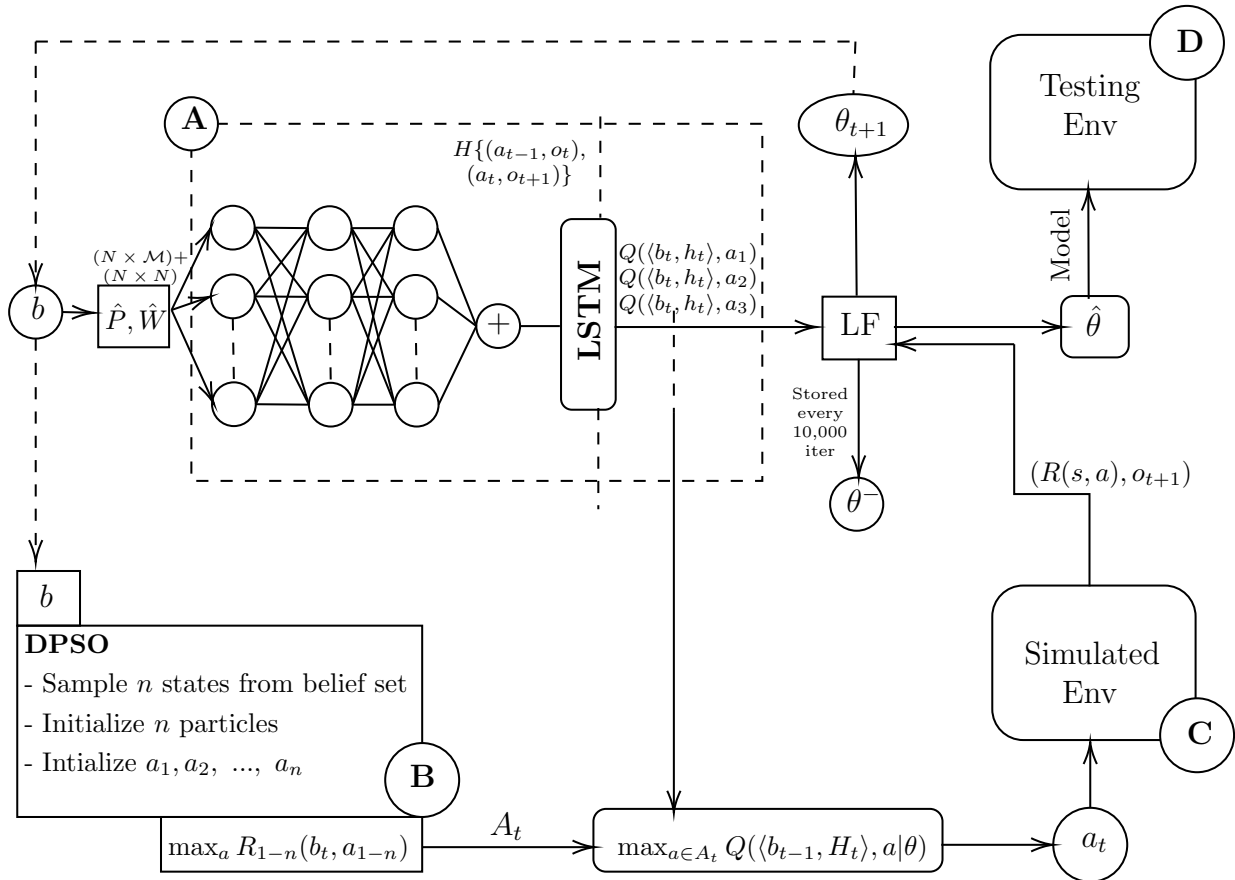 D
Testing
Env
A
θ_{t+1}
H{(a_{t−1}, o_t),
(a_t, o_{t+1})}
Model
(N × ℳ)+
(N × N)
b
P̂, Ŵ
+
LSTM
Q(⟨b_t, h_t⟩, a_1)
Q(⟨b_t, h_t⟩, a_2)
Q(⟨b_t, h_t⟩, a_3)
LF
θ̂
Stored
every
10,000
iter
θ^−
(R(s, a), o_{t+1})
b
DPSO
- Sample n states from belief set
- Initialize n particles
- Intialize a_1, a_2, ..., a_n
B
Simulated
Env
C
max_a R_{1−n}(b_t, a_{1−n})
A_t
max_{a∈A_t} Q(⟨b_{t−1}, H_t⟩, a|θ)
a_t